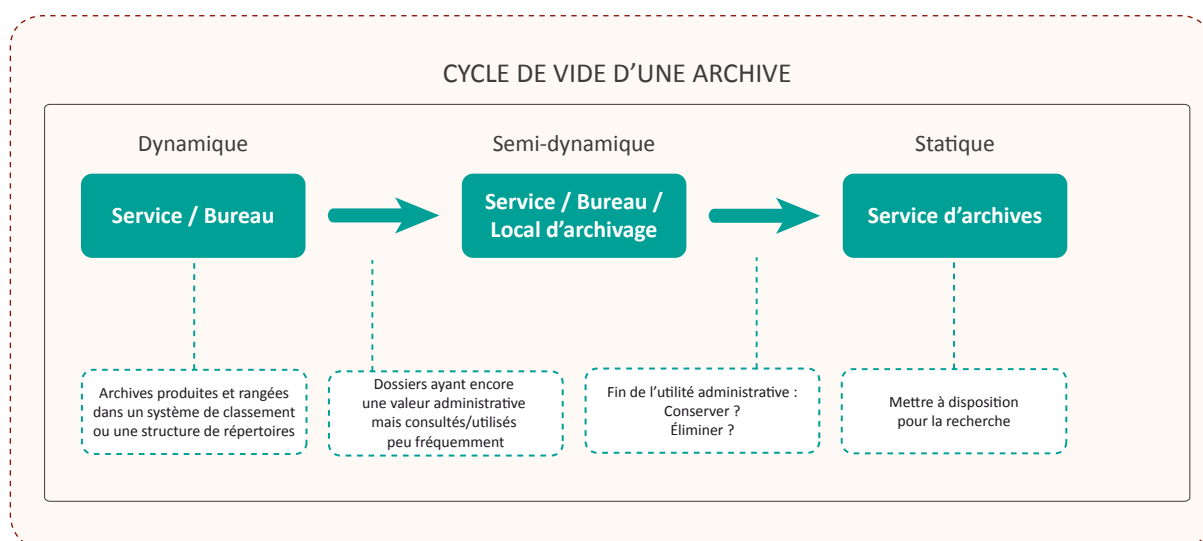 CYCLE DE VIE D’UNE ARCHIVE
Dynamique
Semi-dynamique
Statique
Service / Bureau
Service / Bureau /
Local d’archivage
Service d’archives
Archives produites et rangées
dans un système de classement
ou une structure de répertoires
Dossiers ayant encore
une valeur administrative
mais consultés/utilisés
peu fréquemment
Fin de l’utilité administrative :
Conserver ?
Éliminer ?
Mettre à disposition
pour la recherche